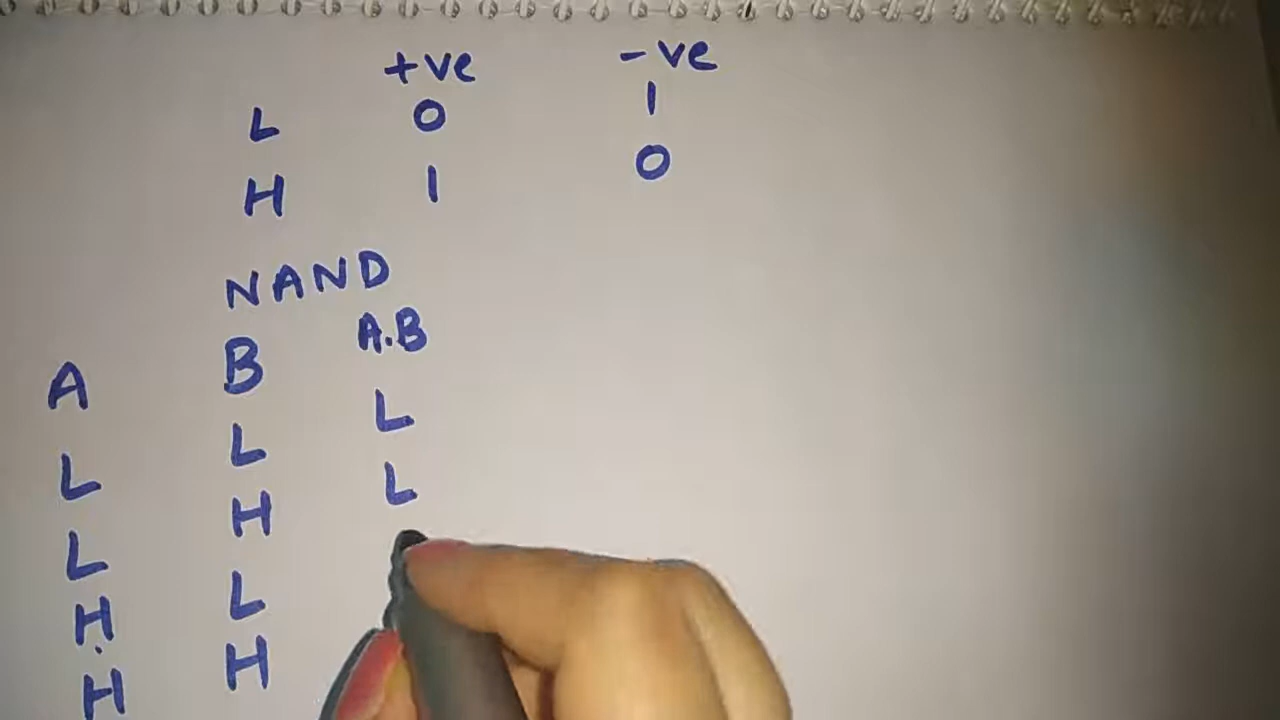 +ve -ve
L 0 1
H 1 0
NAND
A B A.B
L L L
L H L
H L
H H